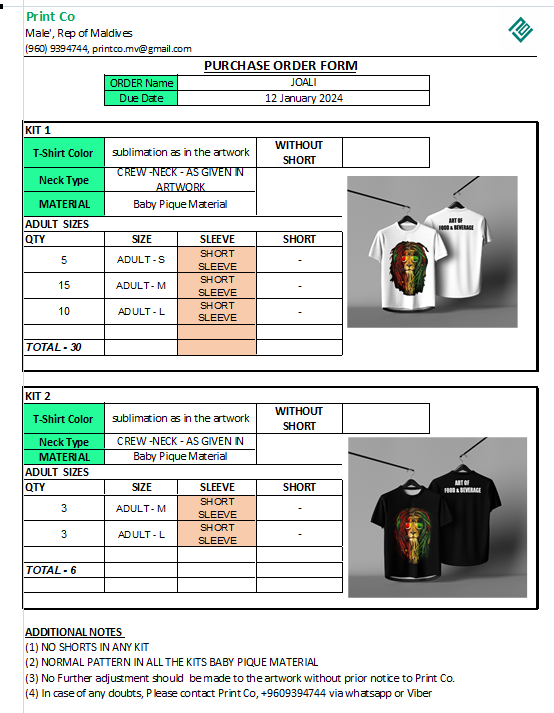 Print Co
Male', Rep of Maldives
(960) 9394744, printco.mv@gmail.com
PURCHASE ORDER FORM
ORDER Name JOALI
Due Date 12 January 2024
KIT 1
T-Shirt Color sublimation as in the artwork WITHOUT SHORT
Neck Type CREW -NECK - AS GIVEN IN ARTWORK
MATERIAL Baby Pique Material
ADULT SIZES
QTY SIZE SLEEVE SHORT
5 ADULT - S SHORT SLEEVE -
15 ADULT - M SHORT SLEEVE -
10 ADULT - L SHORT SLEEVE -
TOTAL - 30
ART OF
FOOD & BEVERAGE
KIT 2
T-Shirt Color sublimation as in the artwork WITHOUT SHORT
Neck Type CREW -NECK - AS GIVEN IN
MATERIAL Baby Pique Material
ADULT SIZES
QTY SIZE SLEEVE SHORT
3 ADULT - M SHORT SLEEVE -
3 ADULT - L SHORT SLEEVE -
TOTAL - 6
ART OF
FOOD & BEVERAGE
ADDITIONAL NOTES
(1) NO SHORTS IN ANY KIT
(2) NORMAL PATTERN IN ALL THE KITS BABY PIQUE MATERIAL
(3) No Further adjustment should be made to the artwork without prior notice to Print Co.
(4) In case of any doubts, Please contact Print Co, +9609394744 via whatsapp or Viber